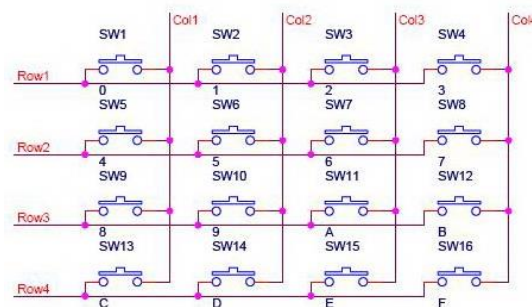 Col1 Col2 Col3 Col4
SW1 SW2 SW3 SW4
Row1
0 1 2 3
SW5 SW6 SW7 SW8
Row2
4 5 6 7
SW9 SW10 SW11 SW12
Row3
8 9 A B
SW13 SW14 SW15 SW16
Row4
C D E F